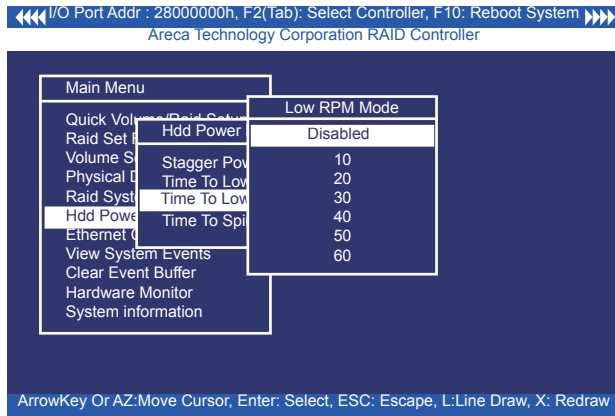 I/O Port Addr : 28000000h, F2(Tab): Select Controller, F10: Reboot System
Areca Technology Corporation RAID Controller
Main Menu
Quick Volume/Raid Setup
Raid Set
Volume S
Physical D
Raid Syst
Hdd Powe
Ethernet
View System Events
Clear Event Buffer
Hardware Monitor
System information
Hdd Power
Stagger Pow
Time To Low
Time To Low
Time To Spi
Low RPM Mode
Disabled
10
20
30
40
50
60
ArrowKey Or AZ:Move Cursor, Enter: Select, ESC: Escape, L:Line Draw, X: Redraw